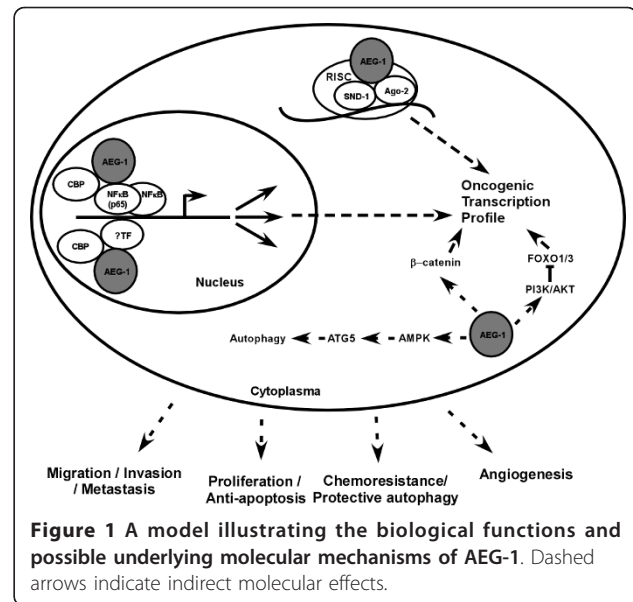 AEG-1
RISC
SND-1
Ago-2
AEG-1
CBP
NFκB
(p65)
NFκB
?TF
CBP
AEG-1
Nucleus
Oncogenic
Transcription
Profile
β-catenin
FOXO1/3
PI3K/AKT
AEG-1
Autophagy
ATG5
AMPK
Cytoplasma
Migration / Invasion
/ Metastasis
Proliferation /
Anti-apoptosis
Chemoresistance/
Protective autophagy
Angiogenesis
Figure 1 A model illustrating the biological functions and
possible underlying molecular mechanisms of AEG-1. Dashed
arrows indicate indirect molecular effects.